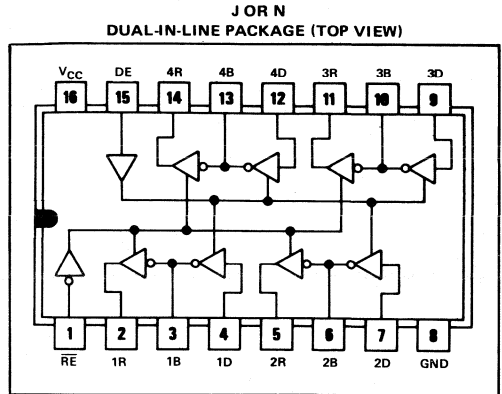 J OR N
DUAL-IN-LINE PACKAGE (TOP VIEW)
VCC DE 4R 4B 4D 3R 3B 3D
16 15 14 13 12 11 10 9
1 2 3 4 5 6 7 8
RE 1R 1B 1D 2R 2B 2D GND